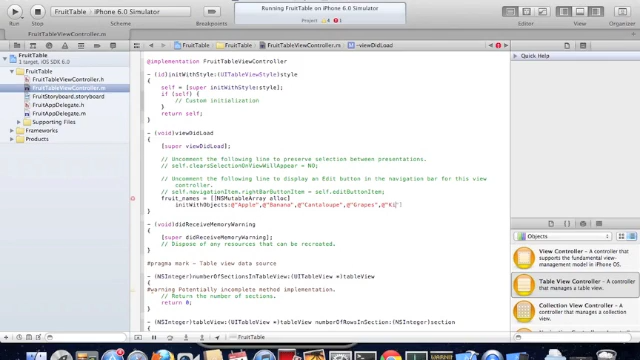 Running FruitTable on iPhone 6.0 Simulator
FruitTable
iPhone 6.0 Simulator
Project
Run
Stop
Scheme
Breakpoints
Editor
View
Organizer
FruitTable
FruitTable
FruitTableViewController.m
-viewDidLoad
FruitTable
1 target, iOS SDK 6.0
FruitTable
FruitTableViewController.h
FruitTableViewController.m
FruitStoryboard.storyboard
FruitAppDelegate.h
FruitAppDelegate.m
Supporting Files
Frameworks
Products
@implementation FruitTableViewController
- (id)initWithStyle:(UITableViewStyle)style
{
self = [super initWithStyle:style];
if (self) {
// Custom initialization
}
return self;
}
- (void)viewDidLoad
{
[super viewDidLoad];
// Uncomment the following line to preserve selection between presentations.
// self.clearsSelectionOnViewWillAppear = NO;
// Uncomment the following line to display an Edit button in the navigation bar for this view
controller.
// self.navigationItem.rightBarButtonItem = self.editButtonItem;
fruit_names = [[NSMutableArray alloc]
initWithObjects:@"Apple",@"Banana",@"Cantaloupe",@"Grapes",@"Ki"]
}
- (void)didReceiveMemoryWarning
{
[super didReceiveMemoryWarning];
// Dispose of any resources that can be recreated.
}
#pragma mark - Table view data source
- (NSInteger)numberOfSectionsInTableView:(UITableView *)tableView
{
#warning Potentially incomplete method implementation.
// Return the number of sections.
return 0;
}
- (NSInteger)tableView:(UITableView *)tableView numberOfRowsInSection:(NSInteger)section
{
Quick Help
Objects
View Controller - A controller that supports the fundamental view-management model in iPhone OS.
Table View Controller - A controller that manages a table view.
Collection View Controller - A controller that manages a collection view.